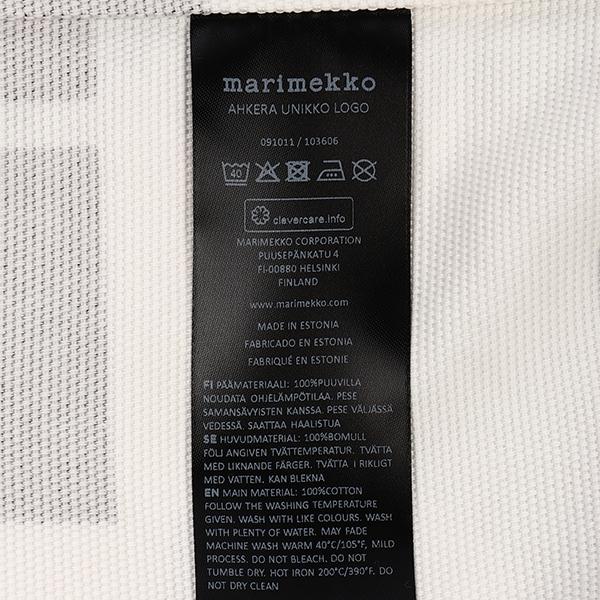 marimekko
AHKERA UNIKKO LOGO
091011 / 103606
40
clevercare.info
MARIMEKKO CORPORATION
PUUSEPÄNKATU 4
FI-00880 HELSINKI
FINLAND
www.marimekko.com
MADE IN ESTONIA
FABRICADO EN ESTONIA
FABRIQUÉ EN ESTONIE
FI PÄÄMATERIAALI: 100%PUUVILLA
NOUDATA OHJELÄMPÖTILAA. PESE
SAMANSÄVYISTEN KANSSA. PESE VÄLJÄSSÄ
VEDESSÄ. SAATTAA HAALISTUA
SE HUVUDMATERIAL: 100%BOMULL
FÖLJ ANGIVEN TVÄTTEMPERATUR. TVÄTTA
MED LIKNANDE FÄRGER. TVÄTTA I RIKLIGT
MED VATTEN. KAN BLEKNA
EN MAIN MATERIAL: 100%COTTON
FOLLOW THE WASHING TEMPERATURE
GIVEN. WASH WITH LIKE COLOURS. WASH
WITH PLENTY OF WATER. MAY FADE
MACHINE WASH WARM 40°C/105°F, MILD
PROCESS. DO NOT BLEACH. DO NOT
TUMBLE DRY. HOT IRON 200°C/390°F. DO
NOT DRY CLEAN